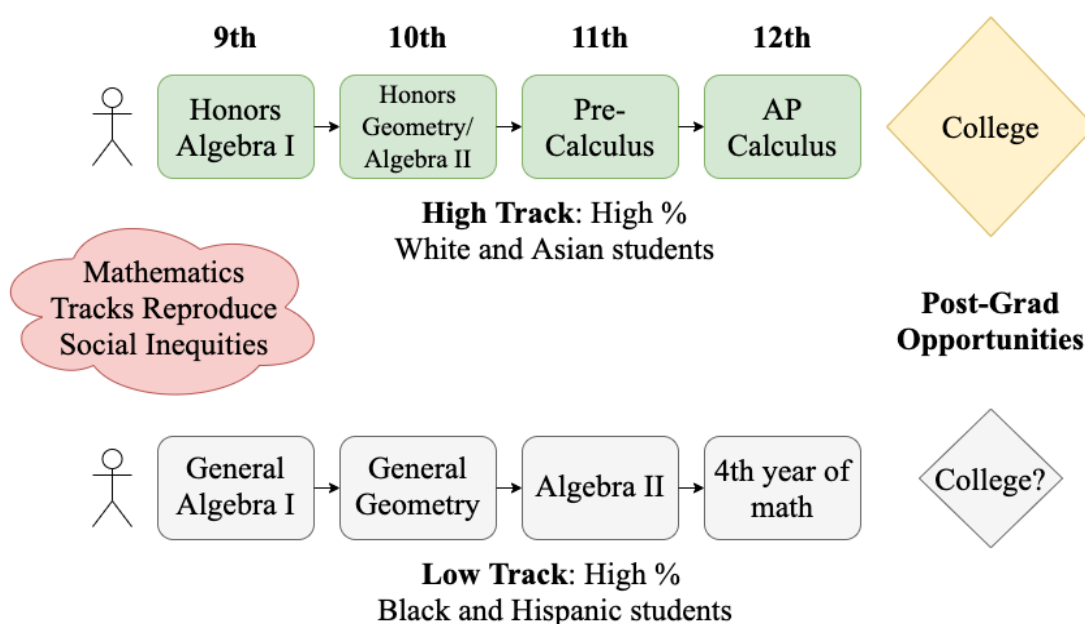 9th
10th
11th
12th
Honors
Algebra I
Honors
Geometry/
Algebra II
Pre-
Calculus
AP
Calculus
College
High Track: High %
White and Asian students
Mathematics
Tracks Reproduce
Social Inequities
Post-Grad
Opportunities
General
Algebra I
General
Geometry
Algebra II
4th year of
math
College?
Low Track: High %
Black and Hispanic students